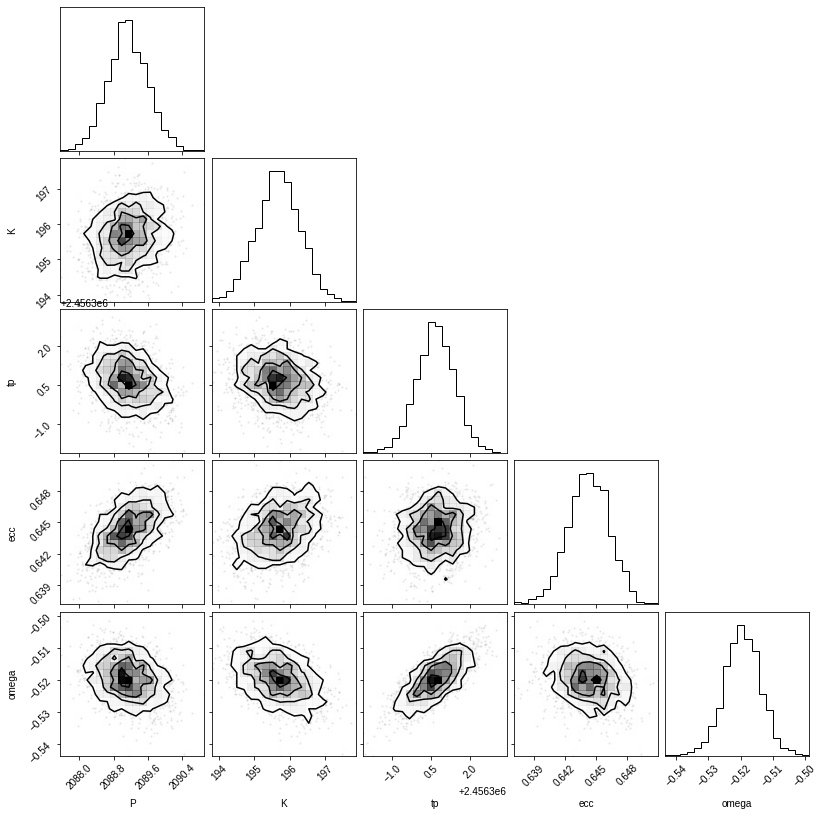 197
196
195
194
K
+2.4563e6
2.0
0.5
−1.0
tp
0.648
0.645
0.642
0.639
ecc
−0.50
−0.51
−0.52
−0.53
−0.54
omega
2088.0 2088.8 2089.6 2090.4
194 195 196 197
−1.0 0.5 2.0
+2.4563e6
0.639 0.642 0.645 0.648
−0.54 −0.53 −0.52 −0.51 −0.50
P K tp ecc omega